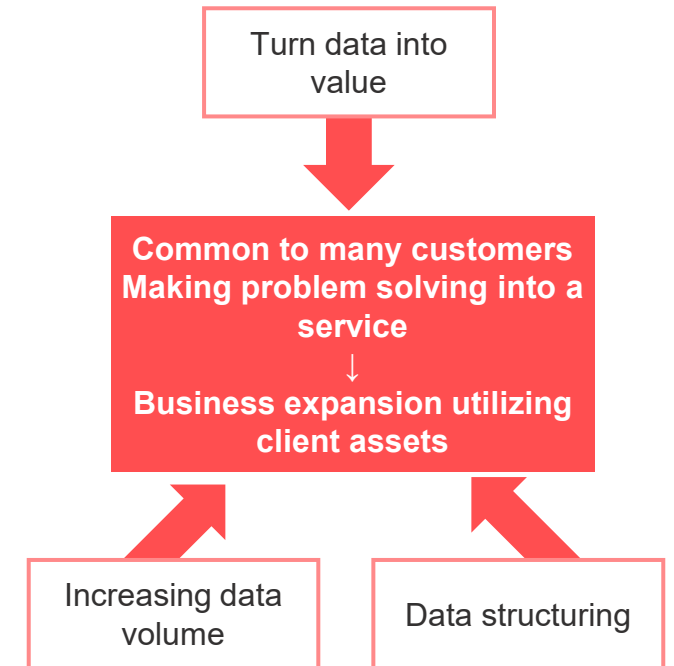 Turn data into
value
Common to many customers
Making problem solving into a
service
↓
Business expansion utilizing
client assets
Increasing data
volume
Data structuring